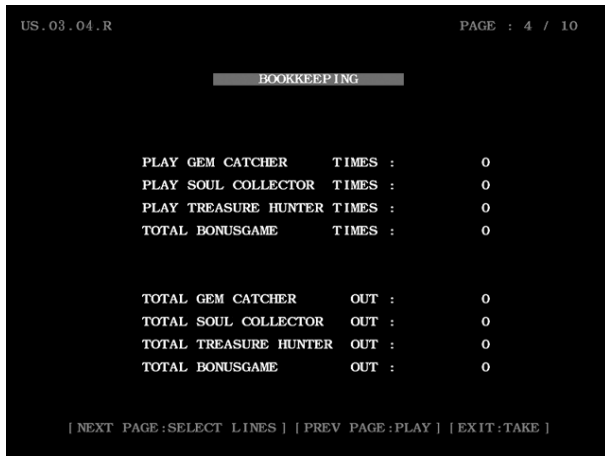 US.03.04.R PAGE : 4 / 10
BOOKKEEPING
PLAY GEM CATCHER TIMES : 0
PLAY SOUL COLLECTOR TIMES : 0
PLAY TREASURE HUNTER TIMES : 0
TOTAL BONUSGAME TIMES : 0
TOTAL GEM CATCHER OUT : 0
TOTAL SOUL COLLECTOR OUT : 0
TOTAL TREASURE HUNTER OUT : 0
TOTAL BONUSGAME OUT : 0
[NEXT PAGE:SELECT LINES] [PREV PAGE:PLAY] [EXIT:TAKE]